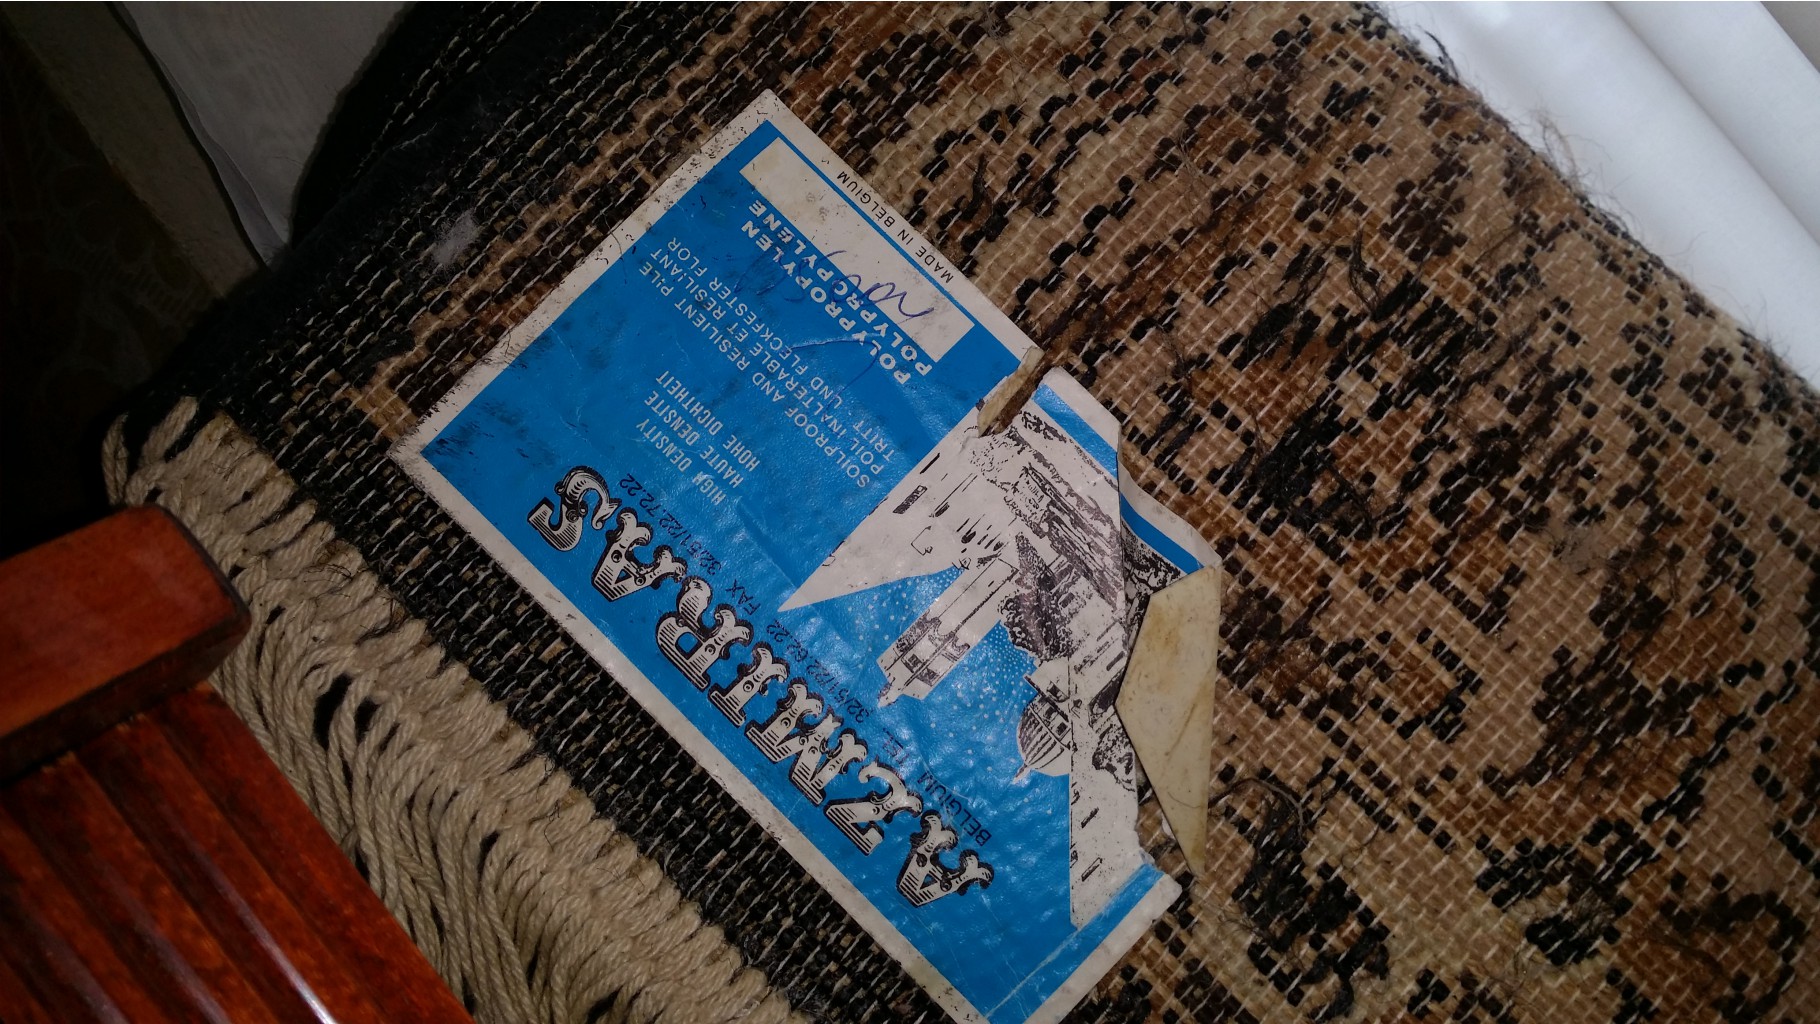 AZMIRAS
BELGIUM TEL. 32/51/22.62.22 FAX 32/51/22.72.22
HIGH DENSITY
HAUTE DENSITE
HOHE DICHTHEIT
SOILPROOF AND RESILIENT PILE
POIL INALTERABLE ET RESILIANT
TRITT- UND FLECKFESTER FLOR
POLYPROPYLEN
POLYPROPYLENE
MADE IN BELGIUM